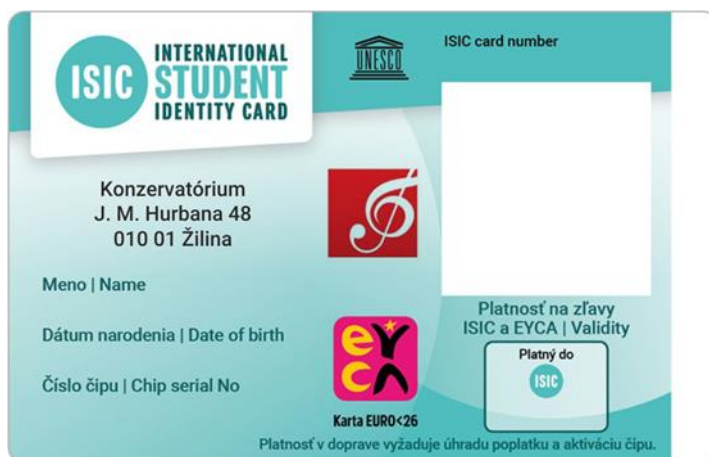 ISIC
INTERNATIONAL
STUDENT
IDENTITY CARD
UNESCO
ISIC card number
Konzervatórium
J. M. Hurbana 48
010 01 Žilina
Meno | Name
Dátum narodenia | Date of birth
Číslo čipu | Chip serial No
eyca
Karta EURO<26
Platnosť na zľavy
ISIC a EYCA | Validity
Platný do
ISIC
Platnosť v doprave vyžaduje úhradu poplatku a aktiváciu čipu.